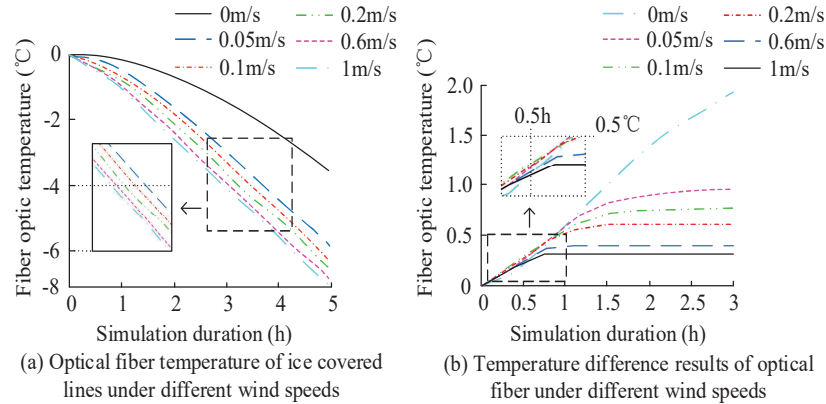 0m/s
0.2m/s
0.05m/s
0.6m/s
0.1m/s
1m/s
Fiber optic temperature (℃)
0
-2
-4
-6
-8
0
1
2
3
4
5
Simulation duration (h)
(a) Optical fiber temperature of ice covered
lines under different wind speeds
0m/s
0.2m/s
0.05m/s
0.6m/s
0.1m/s
1m/s
Fiber optic temperature (℃)
2.0
1.5
1.0
0.5
0
0.5h
0.5℃
0
0.5
1
1.5
2
2.5
3
Simulation duration (h)
(b) Temperature difference results of optical
fiber under different wind speeds